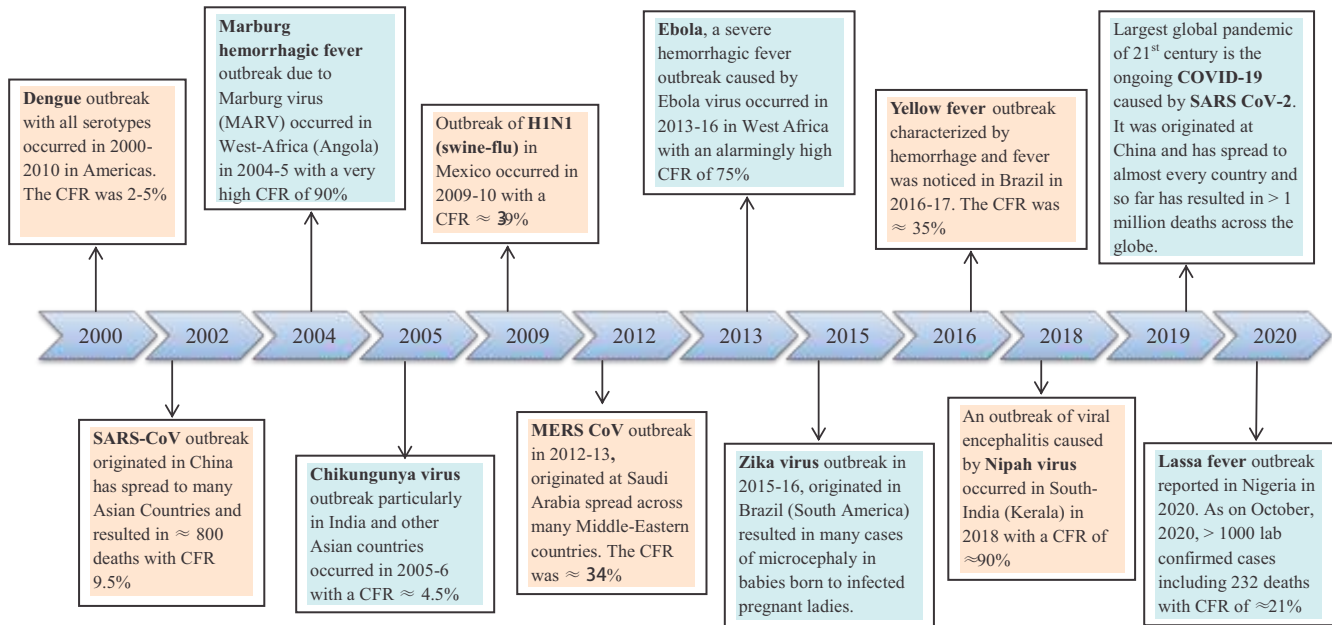 Dengue outbreak
with all serotypes
occurred in 2000-
2010 in Americas.
The CFR was 2-5%
Marburg
hemorrhagic fever
outbreak due to
Marburg virus
(MARV) occurred in
West-Africa (Angola)
in 2004-5 with a very
high CFR of 90%
Outbreak of H1N1
(swine-flu) in
Mexico occurred in
2009-10 with a
CFR ≈
Ebola, a severe
hemorrhagic fever
outbreak caused by
Ebola virus occurred in
2013-16 in West Africa
with an alarmingly high
CFR of 75%
Yellow fever outbreak
characterized by
hemorrhage and fever
was noticed in Brazil in
2016-17. The CFR was
≈ 35%
Largest global pandemic
of 21st century is the
ongoing COVID-19
caused by SARS CoV-2.
It was originated at
China and has spread to
almost every country and
so far has resulted in > 1
million deaths across the
globe.
2000 2002 2004 2005 2009 2012 2013 2015 2016 2018 2019 2020
SARS-CoV outbreak
originated in China
has spread to many
Asian Countries and
resulted in ≈ 800
deaths with CFR
9.5%
Chikungunya virus
outbreak particularly
in India and other
Asian countries
occurred in 2005-6
with a CFR ≈ 4.5%
MERS CoV outbreak
in 2012-13, 
originated at Saudi
Arabia spread across
many Middle-Eastern
countries. The CFR
was ≈ 34%
Zika virus outbreak in
2015-16, originated in
Brazil (South America)
resulted in many cases
of microcephaly in
babies born to infected
pregnant ladies.
An outbreak of viral
encephalitis caused
by Nipah virus
occurred in South-
India (Kerala) in
2018 with a CFR of
≈90%
Lassa fever outbreak
reported in Nigeria in
2020. As on October,
2020, > 1000 lab
confirmed cases
including 232 deaths
with CFR of ≈21%